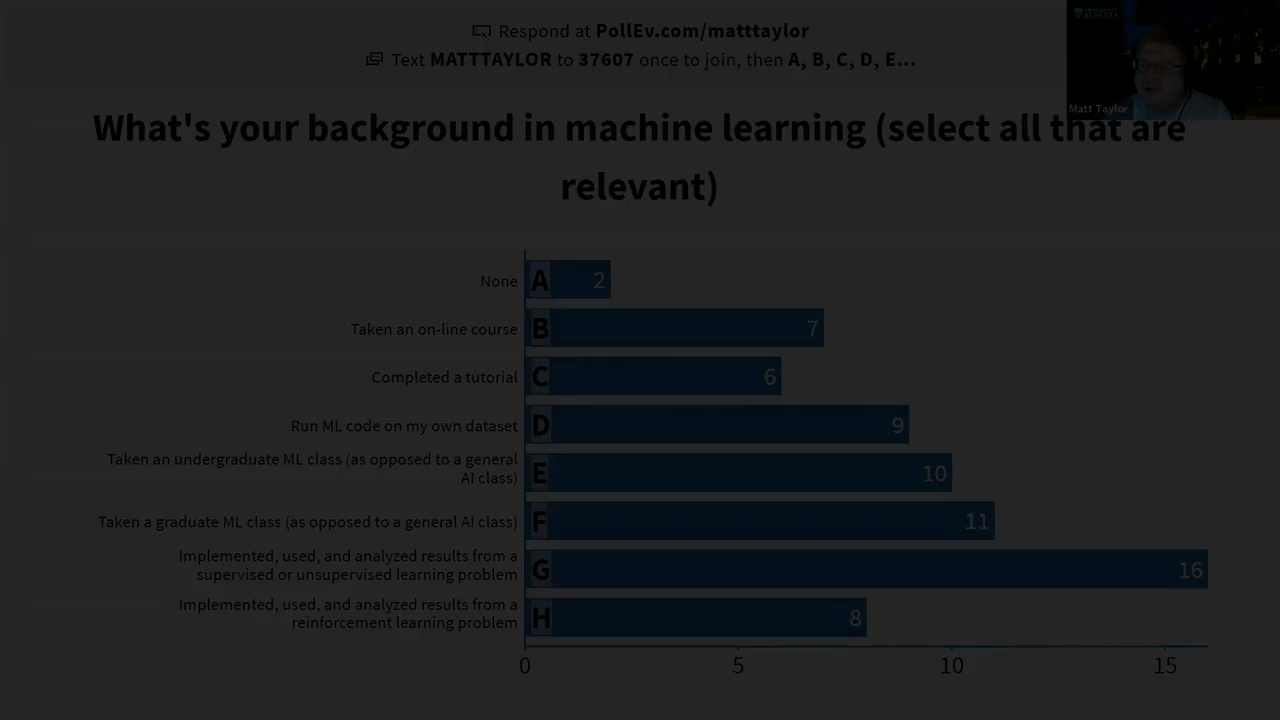 Respond at PollEv.com/matttaylor
Text MATTTAYLOR to 37607 once to join, then A, B, C, D, E...
UNIVERSITY OF
ALBERTA
Matt Taylor
What's your background in machine learning (select all that are
relevant)
None A 2
Taken an on-line course B 7
Completed a tutorial C 6
Run ML code on my own dataset D 9
Taken an undergraduate ML class (as opposed to a general
AI class) E 10
Taken a graduate ML class (as opposed to a general AI class) F 11
Implemented, used, and analyzed results from a
supervised or unsupervised learning problem G 16
Implemented, used, and analyzed results from a
reinforcement learning problem H 8
0 5 10 15